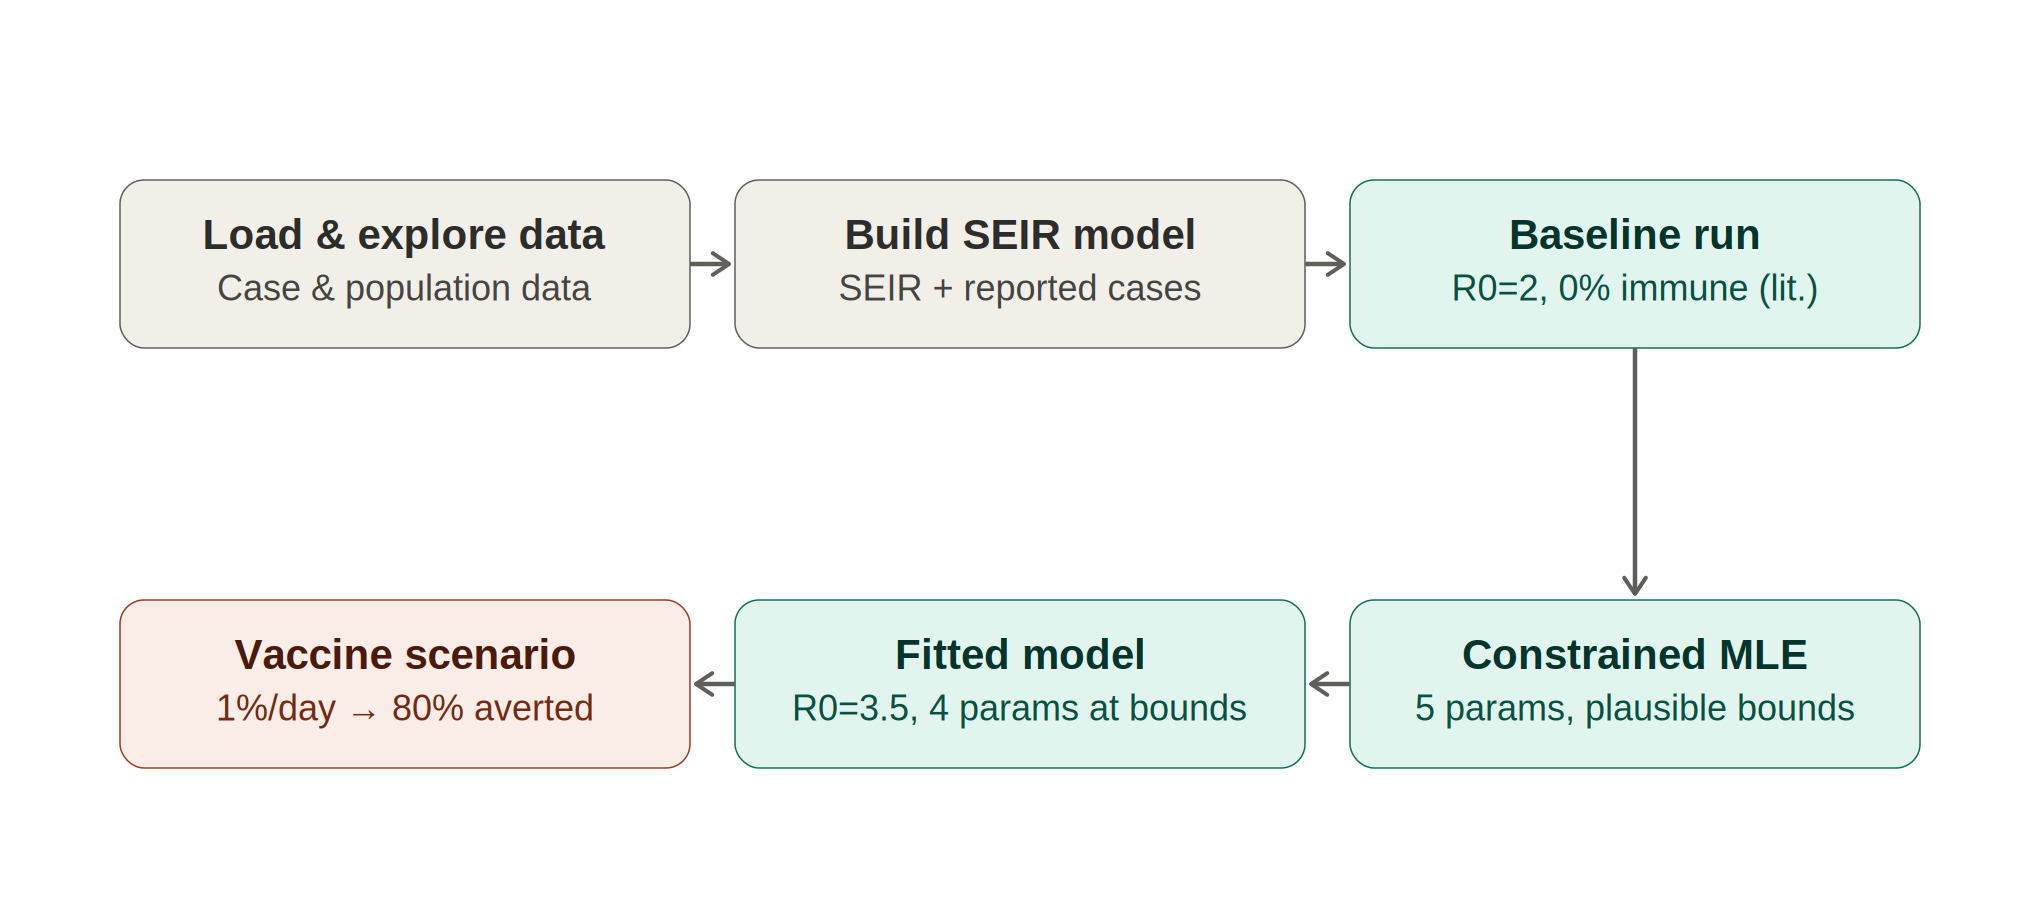 Load & explore data
Case & population data
Build SEIR model
SEIR + reported cases
Baseline run
R0=2, 0% immune (lit.)
Constrained MLE
5 params, plausible bounds
Fitted model
R0=3.5, 4 params at bounds
Vaccine scenario
1%/day → 80% averted